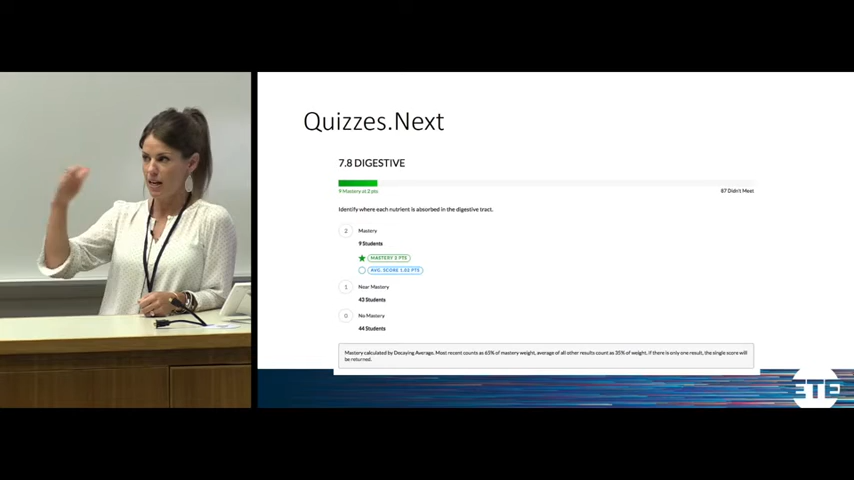 Quizzes.Next
7.8 DIGESTIVE
9 Mastery at 2 pts
87 Didn't Meet
Identify where each nutrient is absorbed in the digestive tract.
2 Mastery
9 Students
MASTERY 2 PTS
AVG. SCORE 1.02 PTS
1 Near Mastery
43 Students
0 No Mastery
44 Students
Mastery calculated by Decaying Average. Most recent counts as 65% of mastery weight, average of all other results count as 35% of weight. If there is only one result, the single score will
be returned.
ETE